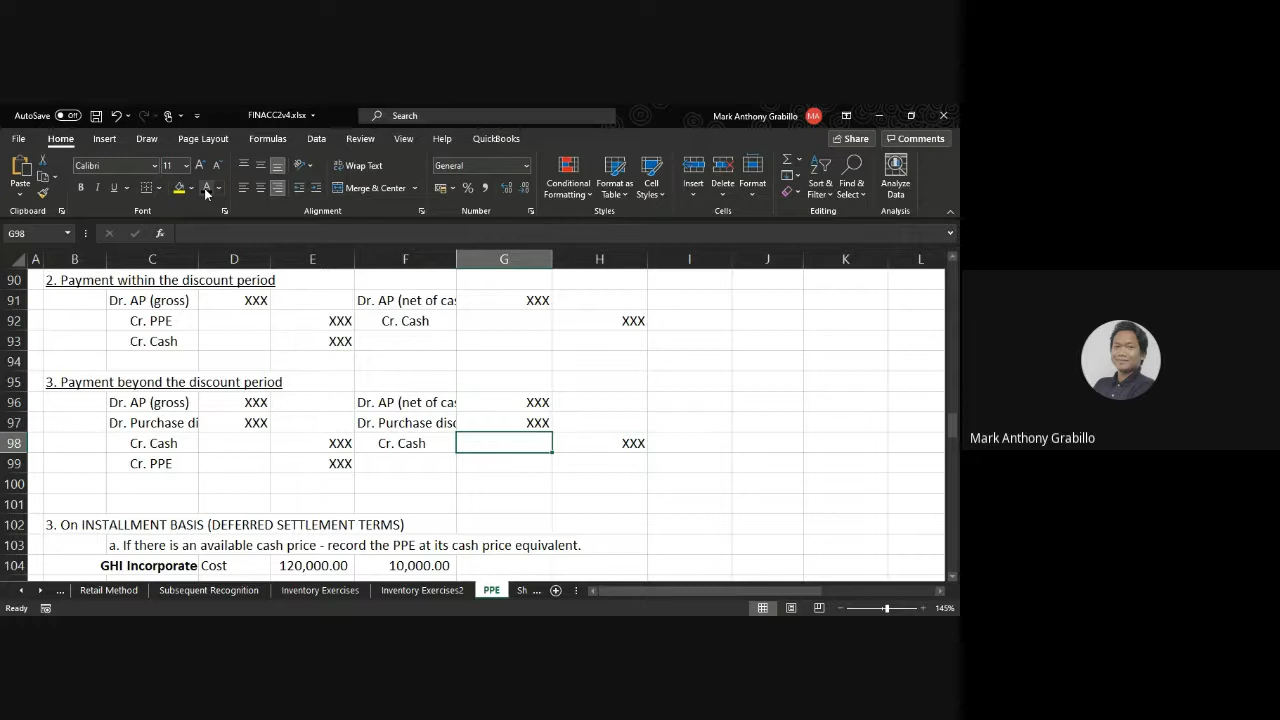 AutoSave Off FINACC2v4.xlsx Search Mark Anthony Grabillo MA
File Home Insert Draw Page Layout Formulas Data Review View Help QuickBooks Share Comments
Paste Calibri 11 A A Wrap Text General Conditional Formatting Format as Table Cell Styles Insert Delete Format Sort & Filter Find & Select Analyze Data
B I U A Merge & Center % 
Clipboard Font Alignment Number Styles Cells Editing Analysis
G98 fx
A B C D E F G H I J K L
90 2. Payment within the discount period
91 Dr. AP (gross) XXX Dr. AP (net of cas XXX
92 Cr. PPE XXX Cr. Cash XXX
93 Cr. Cash XXX
94
95 3. Payment beyond the discount period
96 Dr. AP (gross) XXX Dr. AP (net of cas XXX
97 Dr. Purchase di XXX Dr. Purchase disc XXX
98 Cr. Cash XXX Cr. Cash XXX
99 Cr. PPE XXX
100
101
102 3. On INSTALLMENT BASIS (DEFERRED SETTLEMENT TERMS)
103 a. If there is an available cash price - record the PPE at its cash price equivalent.
104 GHI Incorporate Cost 120,000.00 10,000.00
... Retail Method Subsequent Recognition Inventory Exercises Inventory Exercises2 PPE Sh ...
Ready 145%
Mark Anthony Grabillo